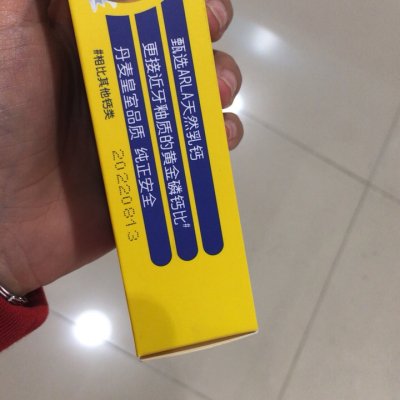 甄选ARLA天然乳钙
更接近牙釉质的黄金磷钙比#
丹麦皇室品质 纯正安全
#相比其他钙类
20220813